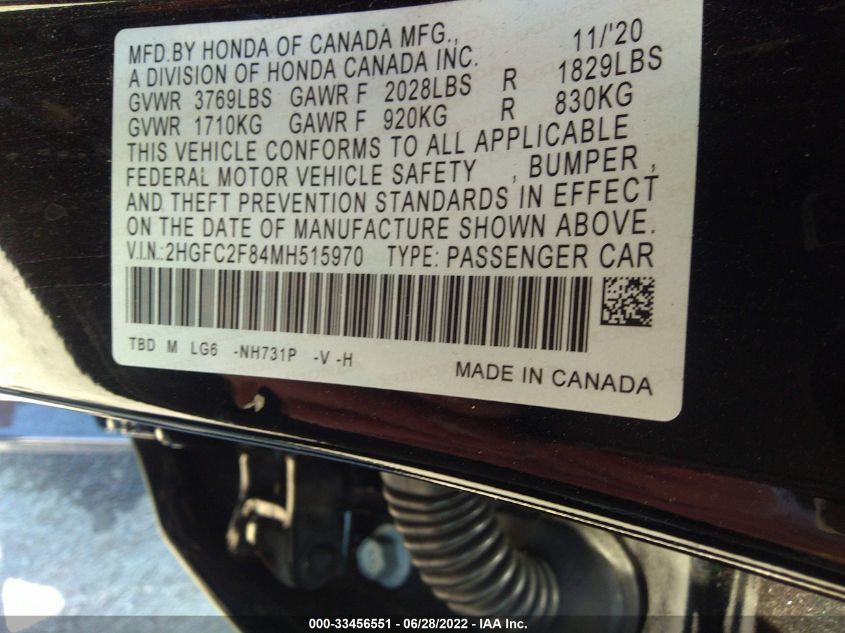 MFD.BY HONDA OF CANADA MFG., 11/'20
A DIVISION OF HONDA CANADA INC.
GVWR 3769LBS GAWR F 2028LBS R 1829LBS
GVWR 1710KG GAWR F 920KG R 830KG
THIS VEHICLE CONFORMS TO ALL APPLICABLE
FEDERAL MOTOR VEHICLE SAFETY , BUMPER ,
AND THEFT PREVENTION STANDARDS IN EFFECT
ON THE DATE OF MANUFACTURE SHOWN ABOVE.
V.I.N.:2HGFC2F84MH515970 TYPE: PASSENGER CAR
TBD M LG6 -NH731P -V -H
MADE IN CANADA
000-33456551 - 06/28/2022 - IAA Inc.